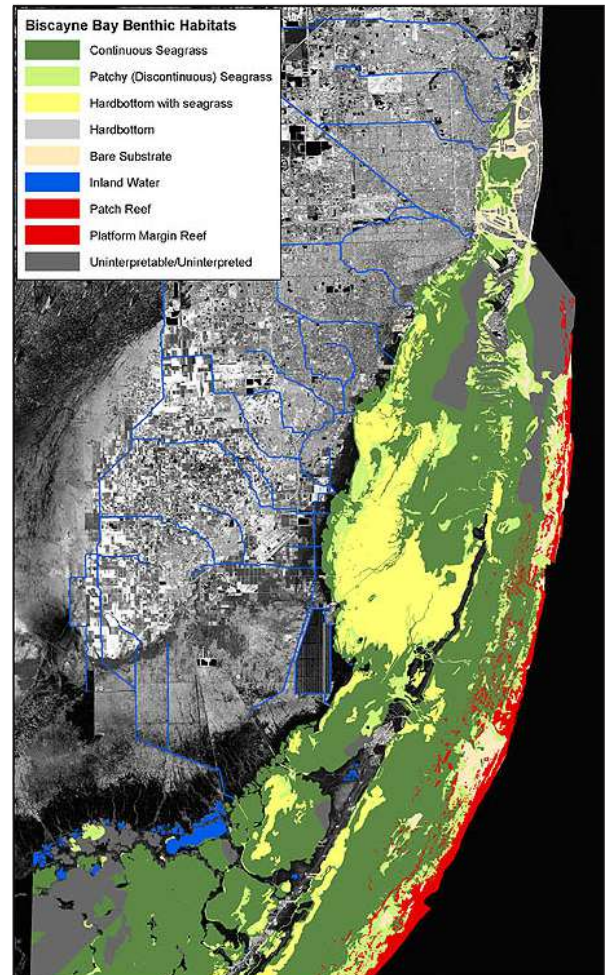 Biscayne Bay Benthic Habitats
Continuous Seagrass
Patchy (Discontinuous) Seagrass
Hardbottom with seagrass
Hardbottom
Bare Substrate
Inland Water
Patch Reef
Platform Margin Reef
Uninterpretable/Uninterpreted